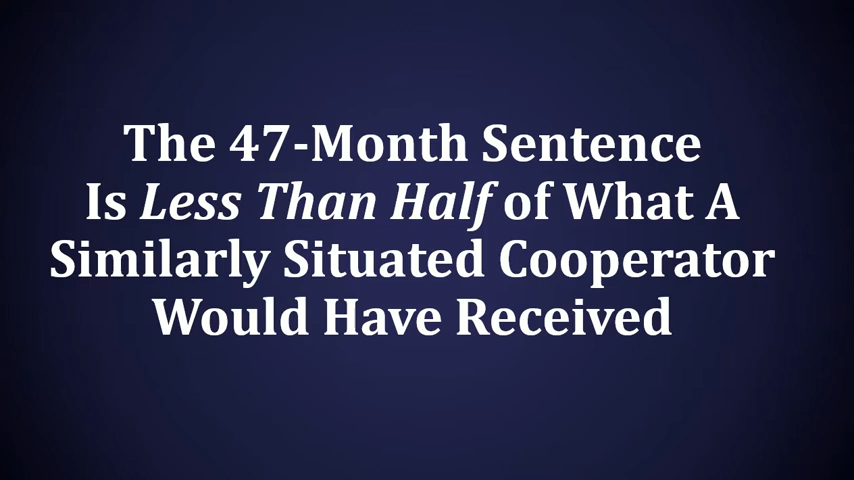 The 47-Month Sentence
Is Less Than Half of What A
Similarly Situated Cooperator
Would Have Received